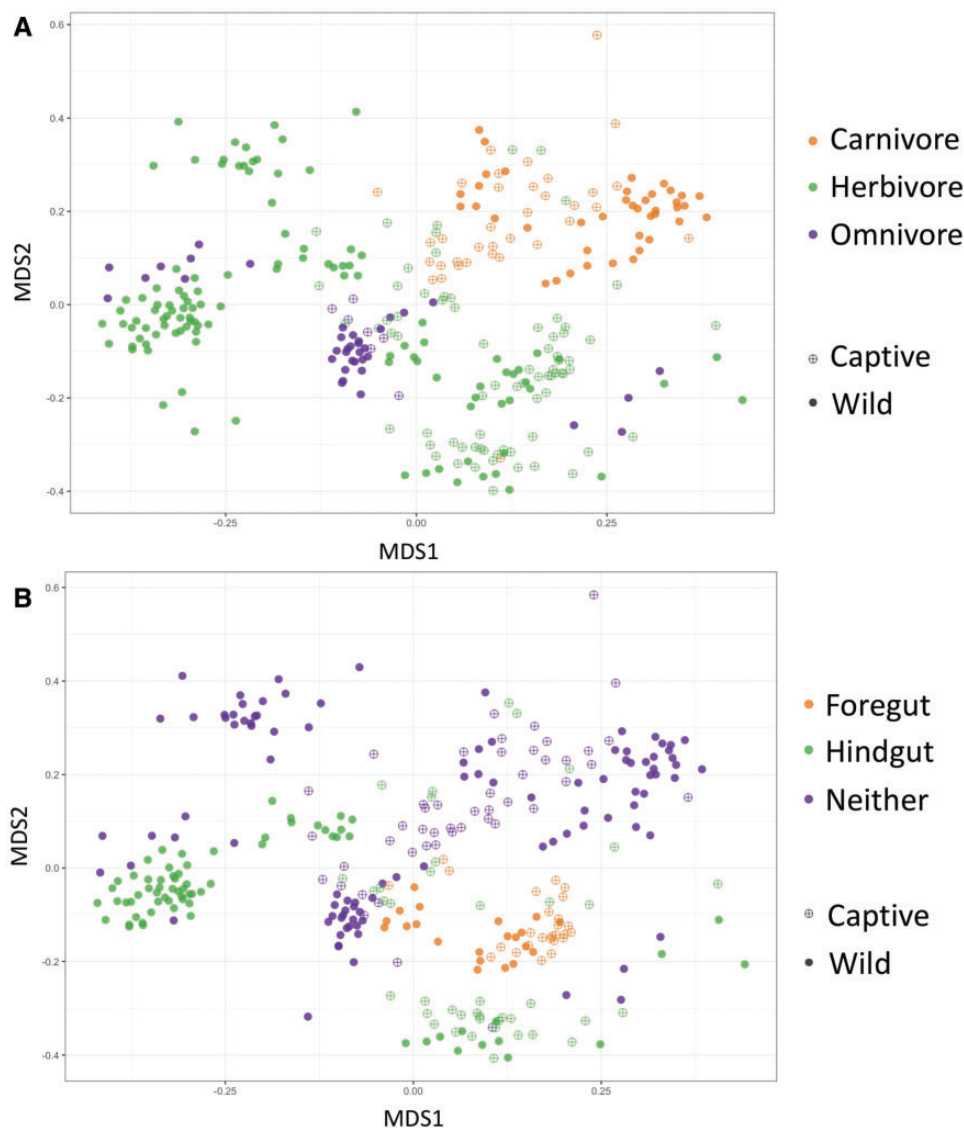 A
0.6
0.4
0.2
0.0
-0.2
-0.4
MDS2
-0.25
0.00
0.25
MDS1
Carnivore
Herbivore
Omnivore
Captive
Wild
B
0.6
0.4
0.2
0.0
-0.2
-0.4
MDS2
-0.25
0.00
0.25
MDS1
Foregut
Hindgut
Neither
Captive
Wild